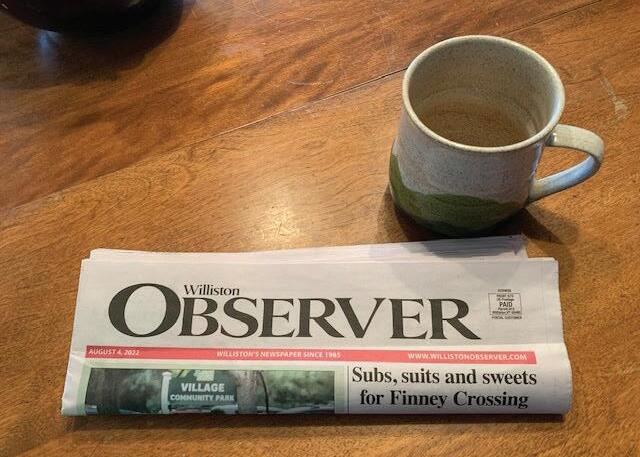 Williston
OBSERVER
PAID
AUGUST 4, 2022
WILLISTON'S NEWSPAPER SINCE 1985
WWW.WILLISTONOBSERVER.COM
VILLAGE
COMMUNITY PARK
Subs, suits and sweets
for Finney Crossing